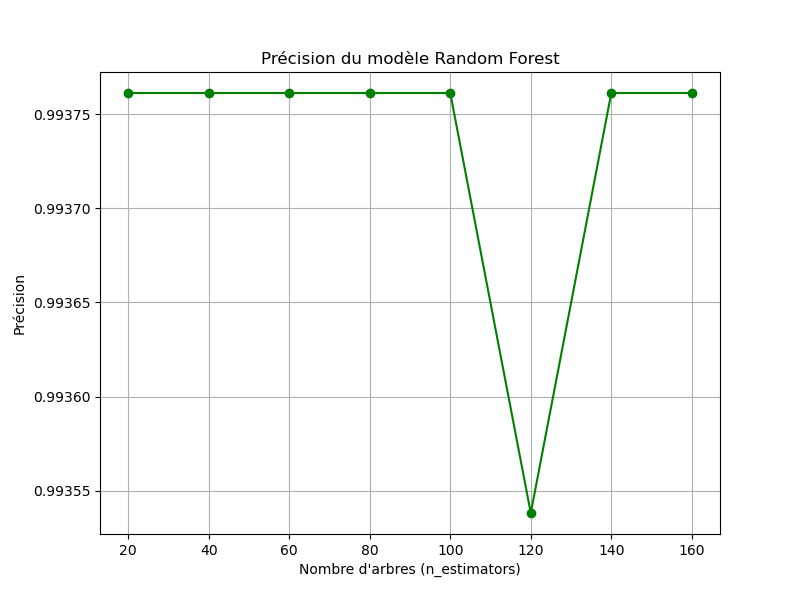 Précision du modèle Random Forest
Précision
0.99375
0.99370
0.99365
0.99360
0.99355
20 40 60 80 100 120 140 160
Nombre d'arbres (n_estimators)